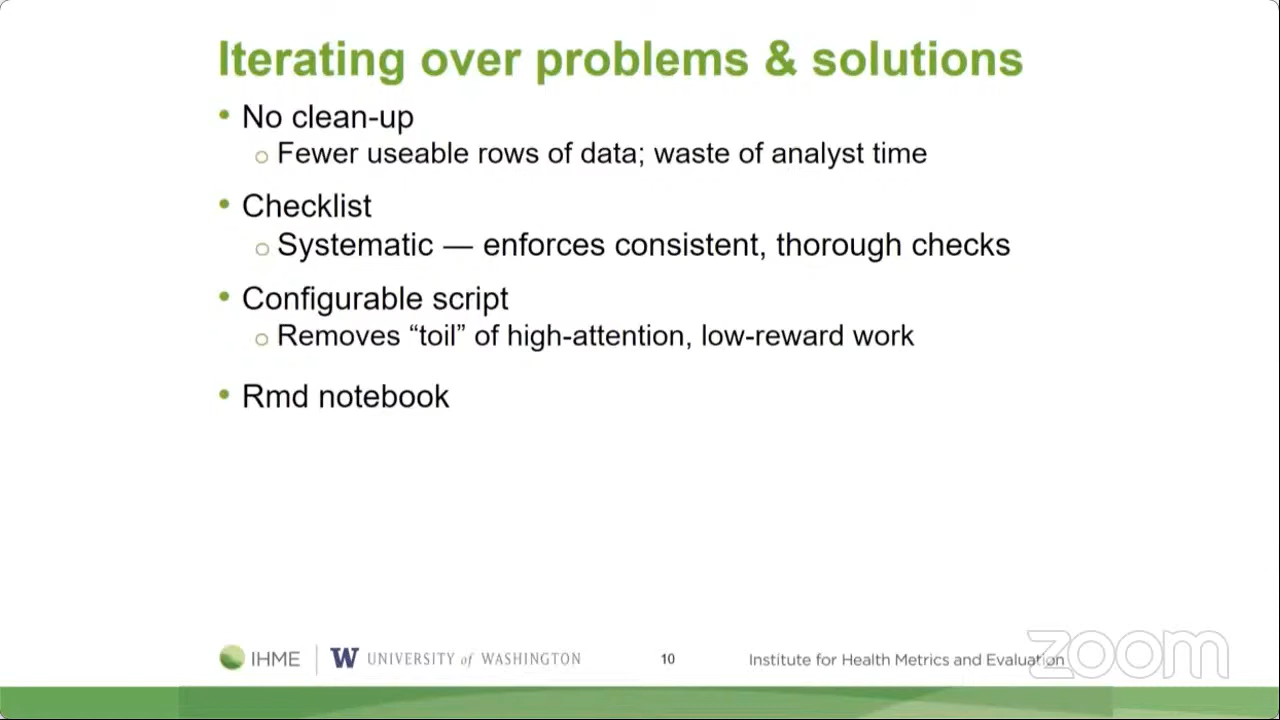 Iterating over problems & solutions
• No clean-up
o Fewer useable rows of data; waste of analyst time
• Checklist
o Systematic — enforces consistent, thorough checks
• Configurable script
o Removes “toil” of high-attention, low-reward work
• Rmd notebook
IHME | W UNIVERSITY of WASHINGTON 10 Institute for Health Metrics and Evaluation
zoom